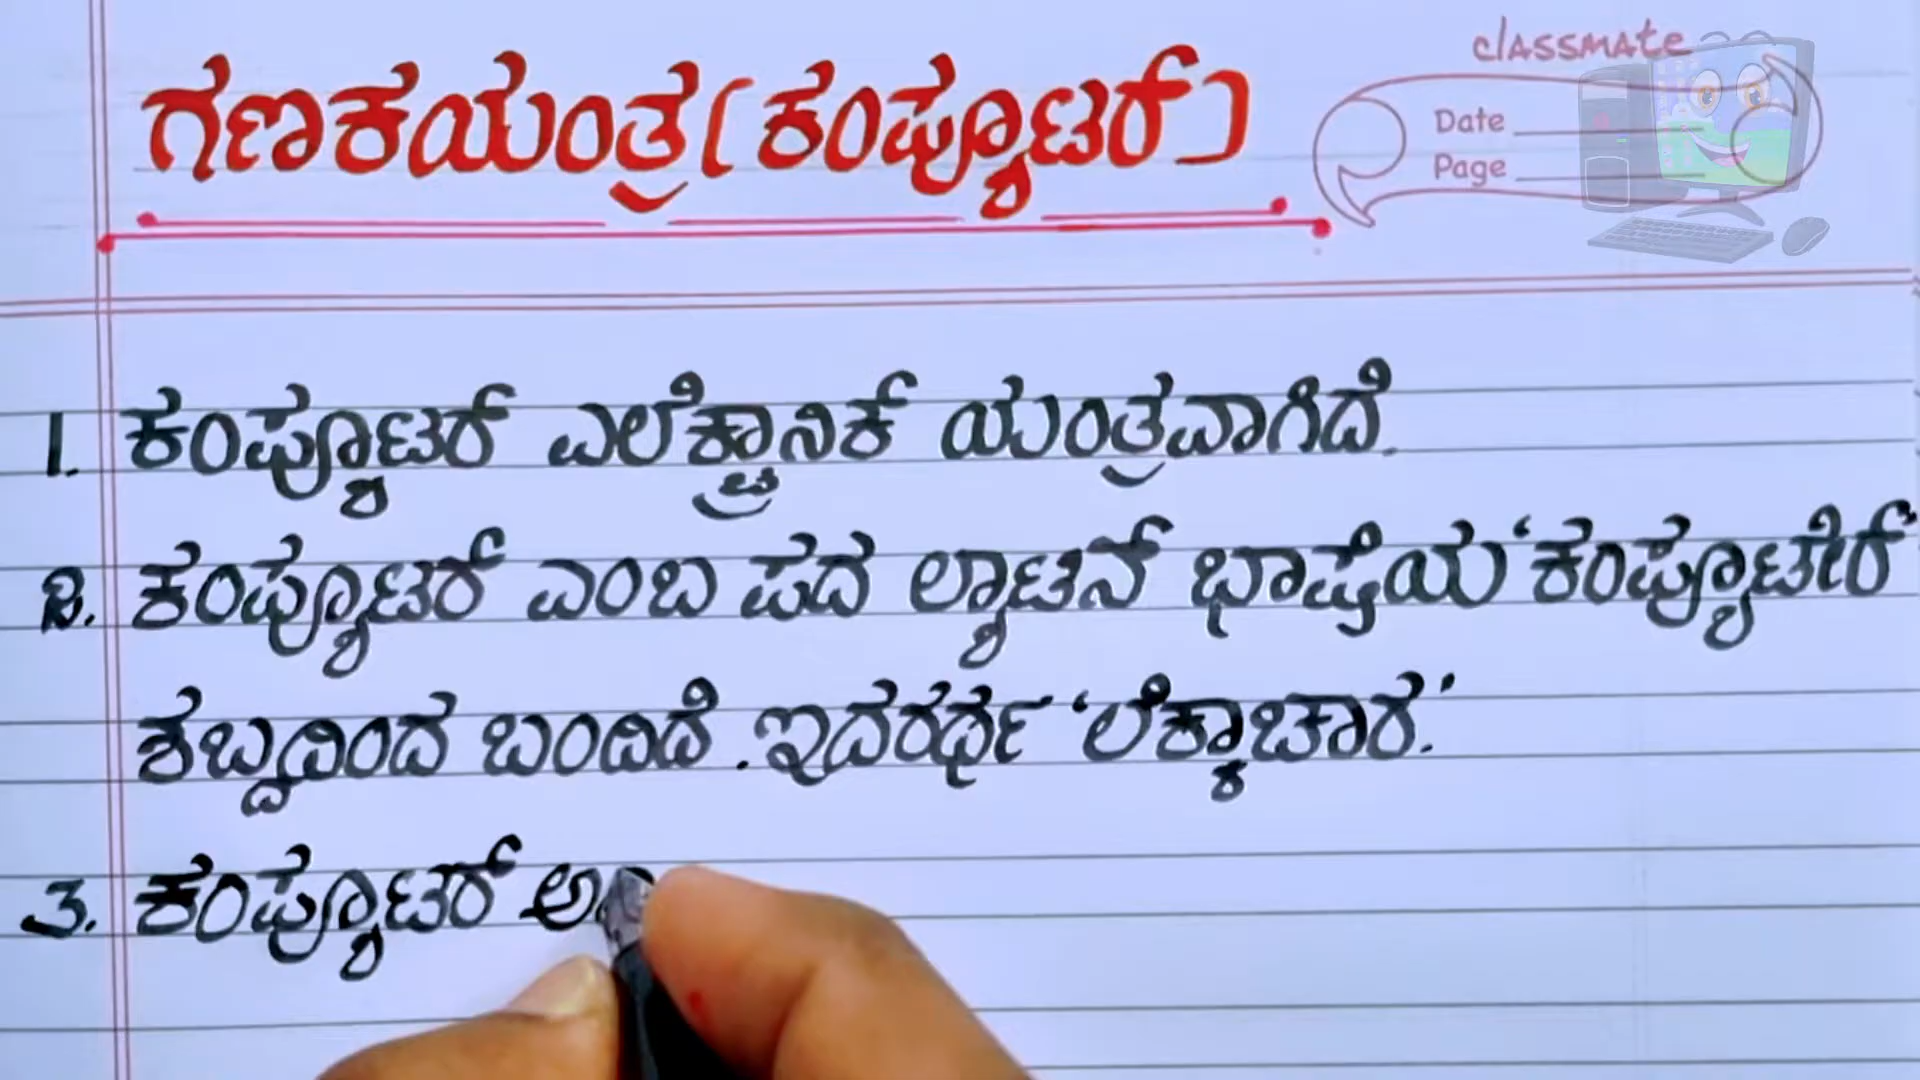 classmate
ಗಣಕಯಂತ್ರ (ಕಂಪ್ಯೂಟರ್)
Date
Page
1. ಕಂಪ್ಯೂಟರ್ ಎಲೆಕ್ಟ್ರಾನಿಕ್ ಯಂತ್ರವಾಗಿದೆ.
2. ಕಂಪ್ಯೂಟರ್ ಎಂಬ ಪದ ಲ್ಯಾಟಿನ್ ಭಾಷೆಯ 'ಕಂಪ್ಯೂಟೇರ್'
ಶಬ್ದದಿಂದ ಬಂದಿದೆ. ಇದರರ್ಥ 'ಲೆಕ್ಕಾಚಾರ.'
3. ಕಂಪ್ಯೂಟರ್